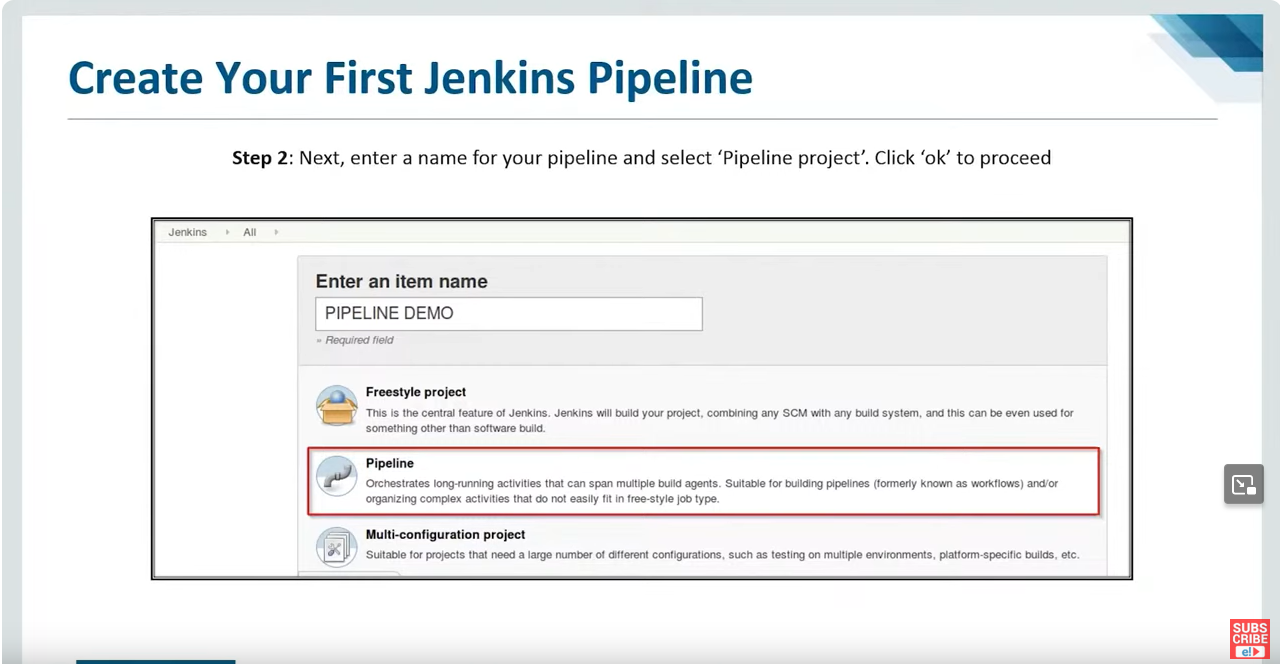 Create Your First Jenkins Pipeline
Step 2: Next, enter a name for your pipeline and select ‘Pipeline project’. Click ‘ok’ to proceed
Jenkins
All
Enter an item name
PIPELINE DEMO
» Required field
Freestyle project
This is the central feature of Jenkins. Jenkins will build your project, combining any SCM with any build system, and this can be even used for
something other than software build.
Pipeline
Orchestrates long-running activities that can span multiple build agents. Suitable for building pipelines (formerly known as workflows) and/or
organizing complex activities that do not easily fit in free-style job type.
Multi-configuration project
Suitable for projects that need a large number of different configurations, such as testing on multiple environments, platform-specific builds, etc.
SUBS
CRIBE
e!